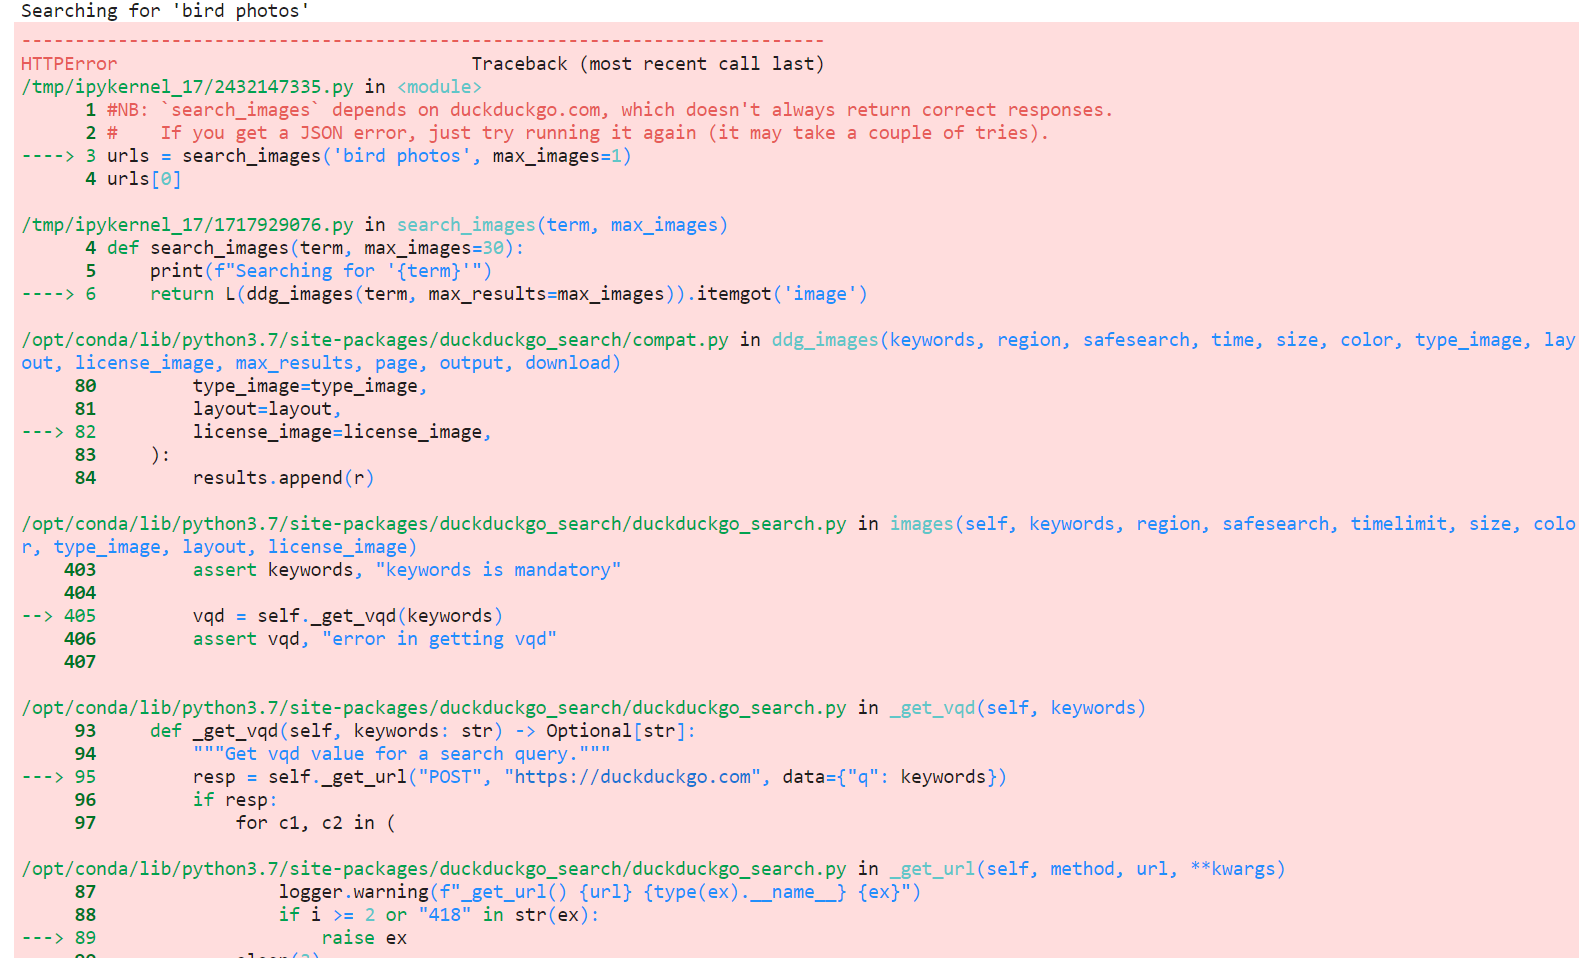 Searching for 'bird photos'
---------------------------------------------------------------------------
HTTPError                                 Traceback (most recent call last)
/tmp/ipykernel_17/2432147335.py in <module>
      1 #NB: `search_images` depends on duckduckgo.com, which doesn't always return correct responses.
      2 #    If you get a JSON error, just try running it again (it may take a couple of tries).
----> 3 urls = search_images('bird photos', max_images=1)
      4 urls[0]

/tmp/ipykernel_17/1717929076.py in search_images(term, max_images)
      4 def search_images(term, max_images=30):
      5     print(f"Searching for '{term}'")
----> 6     return L(ddg_images(term, max_results=max_images)).itemgot('image')

/opt/conda/lib/python3.7/site-packages/duckduckgo_search/compat.py in ddg_images(keywords, region, safesearch, time, size, color, type_image, lay
out, license_image, max_results, page, output, download)
     80         type_image=type_image,
     81         layout=layout,
---> 82         license_image=license_image,
     83     ):
     84         results.append(r)

/opt/conda/lib/python3.7/site-packages/duckduckgo_search/duckduckgo_search.py in images(self, keywords, region, safesearch, timelimit, size, colo
r, type_image, layout, license_image)
    403         assert keywords, "keywords is mandatory"
    404 
--> 405         vqd = self._get_vqd(keywords)
    406         assert vqd, "error in getting vqd"
    407 

/opt/conda/lib/python3.7/site-packages/duckduckgo_search/duckduckgo_search.py in _get_vqd(self, keywords)
     93     def _get_vqd(self, keywords: str) -> Optional[str]:
     94         """Get vqd value for a search query."""
---> 95         resp = self._get_url("POST", "https://duckduckgo.com", data={"q": keywords})
     96         if resp:
     97             for c1, c2 in (

/opt/conda/lib/python3.7/site-packages/duckduckgo_search/duckduckgo_search.py in _get_url(self, method, url, **kwargs)
     87                 logger.warning(f"_get_url() {url} {type(ex).__name__} {ex}")
     88                 if i >= 2 or "418" in str(ex):
---> 89                     raise ex